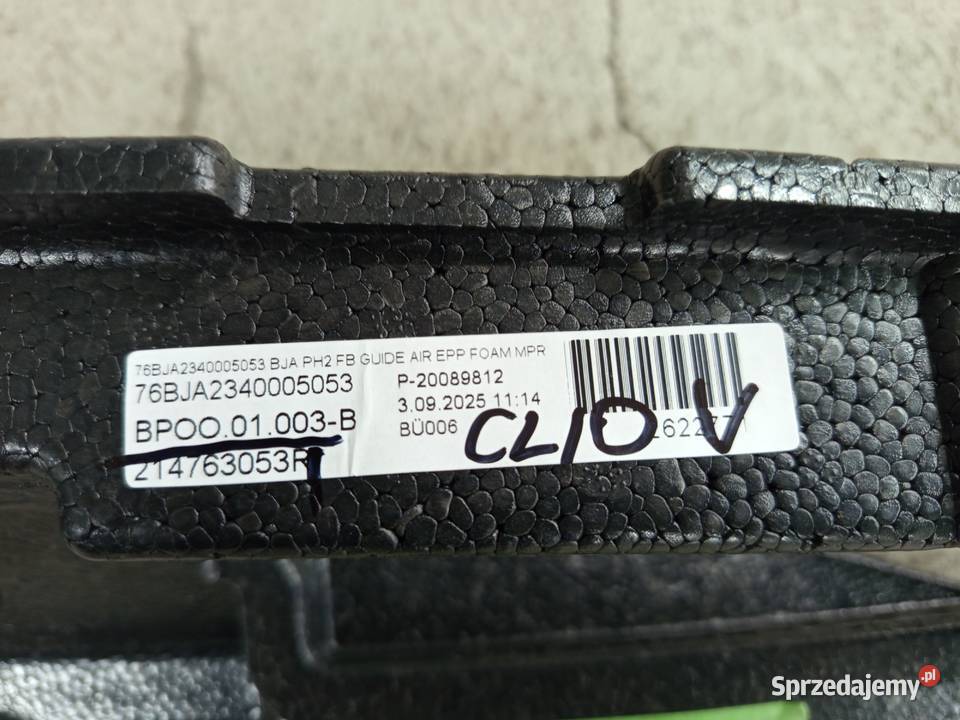 76BJA2340005053 BJA PH2 FB GUIDE AIR EPP FOAM MPR
76BJA2340005053
P-20089812
3.09.2025 11:14
BPOO.01.003-B
BÜ006
CLIO V
214763053R
Sprzedajemy.pl